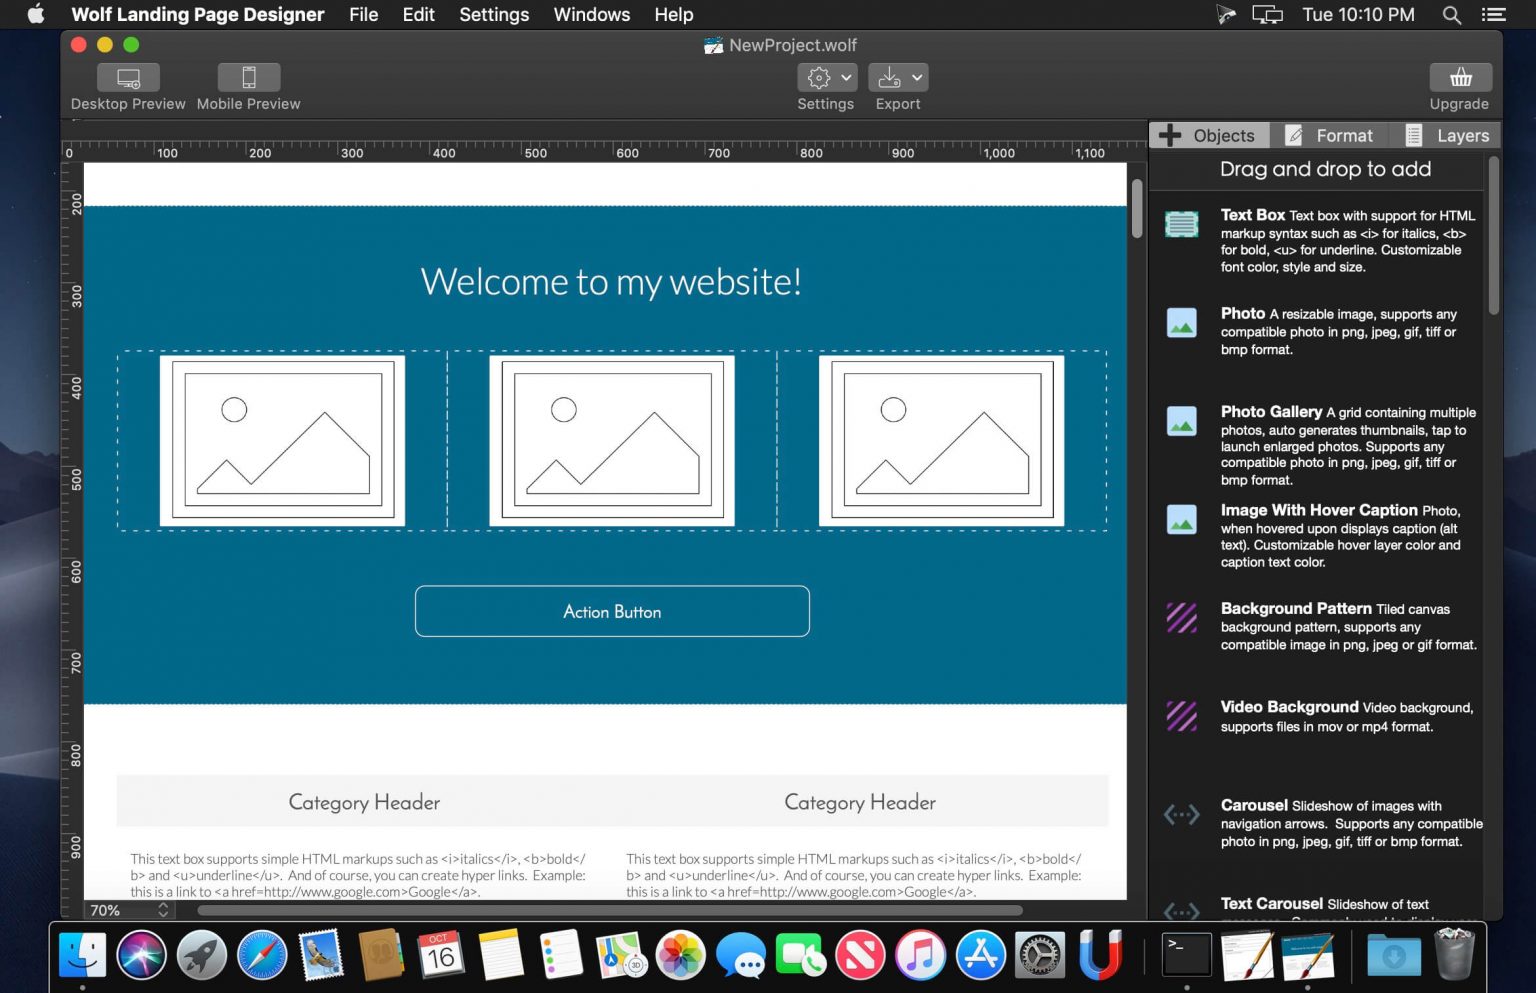 Wolf Landing Page Designer File Edit Settings Windows Help Tue 10:10 PM
NewProject.wolf
Desktop Preview Mobile Preview Settings Export Upgrade
Objects Format Layers
0 100 200 300 400 500 600 700 800 900 1,000 1,100
Drag and drop to add
200
300
400
500
600
700
800
900
Welcome to my website!
Action Button
Category Header Category Header
This text box supports simple HTML markups such as <i>italics</i>, <b>bold</
b> and <u>underline</u>. And of course, you can create hyper links. Example:
this is a link to <a href=http://www.google.com>Google</a>.
This text box supports simple HTML markups such as <i>italics</i>, <b>bold</
b> and <u>underline</u>. And of course, you can create hyper links. Example:
this is a link to <a href=http://www.google.com>Google</a>.
70%
Text Box Text box with support for HTML
markup syntax such as <i> for italics, <b>
for bold, <u> for underline. Customizable
font color, style and size.
Photo A resizable image, supports any
compatible photo in png, jpeg, gif, tiff or
bmp format.
Photo Gallery A grid containing multiple
photos, auto generates thumbnails, tap to
launch enlarged photos. Supports any
compatible photo in png, jpeg, gif, tiff or
bmp format.
Image With Hover Caption Photo,
when hovered upon displays caption (alt
text). Customizable hover layer color and
caption text color.
Background Pattern Tiled canvas
background pattern, supports any
compatible image in png, jpeg or gif format.
Video Background Video background,
supports files in mov or mp4 format.
Carousel Slideshow of images with
navigation arrows. Supports any compatible
photo in png, jpeg, gif, tiff or bmp format.
Text Carousel Slideshow of text
OCT
16
3D
>_